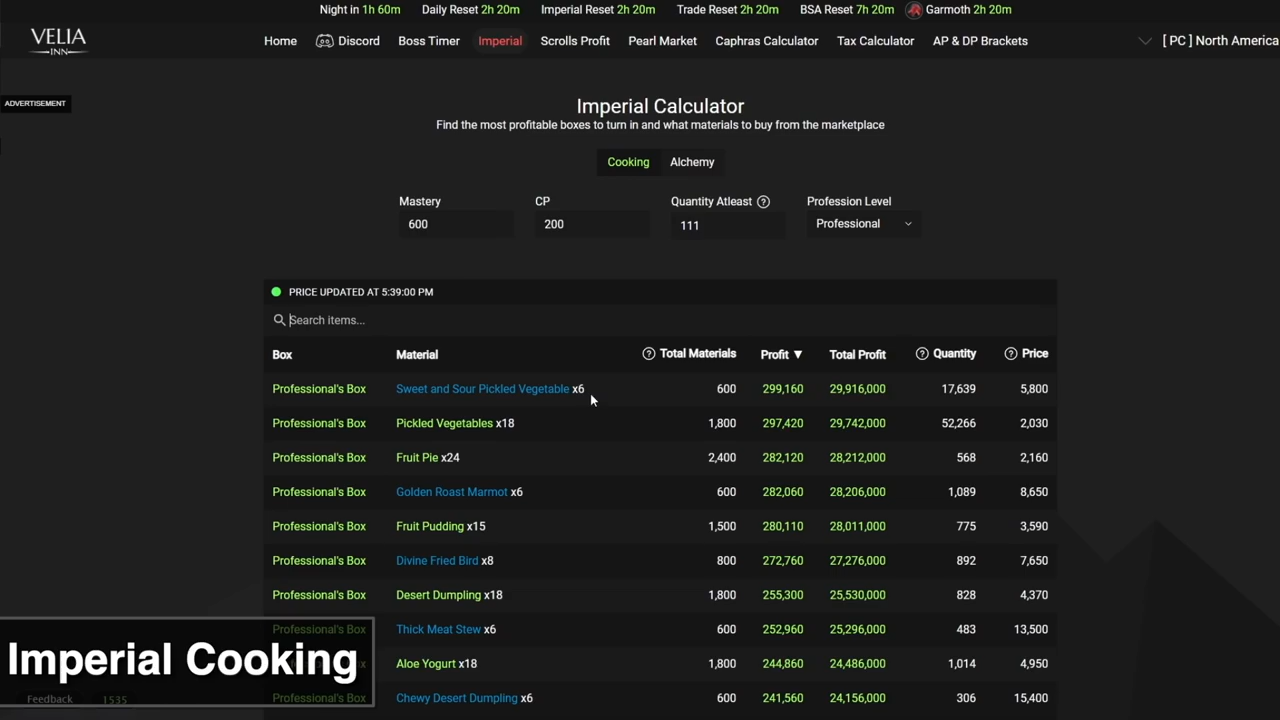 Night in 1h 60m Daily Reset 2h 20m Imperial Reset 2h 20m Trade Reset 2h 20m BSA Reset 7h 20m Garmoth 2h 20m
VELIA
INN
Home Discord Boss Timer Imperial Scrolls Profit Pearl Market Caphras Calculator Tax Calculator AP & DP Brackets [ PC ] North America
ADVERTISEMENT
Imperial Calculator
Find the most profitable boxes to turn in and what materials to buy from the marketplace
Cooking Alchemy
Mastery CP Quantity Atleast ? Profession Level
600 200 111 Professional
PRICE UPDATED AT 5:39:00 PM
Search items...
Box Material ? Total Materials Profit ▼ Total Profit ? Quantity ? Price
Professional's Box Sweet and Sour Pickled Vegetable x6 600 299,160 29,916,000 17,639 5,800
Professional's Box Pickled Vegetables x18 1,800 297,420 29,742,000 52,266 2,030
Professional's Box Fruit Pie x24 2,400 282,120 28,212,000 568 2,160
Professional's Box Golden Roast Marmot x6 600 282,060 28,206,000 1,089 8,650
Professional's Box Fruit Pudding x15 1,500 280,110 28,011,000 775 3,590
Professional's Box Divine Fried Bird x8 800 272,760 27,276,000 892 7,650
Professional's Box Desert Dumpling x18 1,800 255,300 25,530,000 828 4,370
Professional's Box Thick Meat Stew x6 600 252,960 25,296,000 483 13,500
Professional's Box Aloe Yogurt x18 1,800 244,860 24,486,000 1,014 4,950
Imperial Cooking
Feedback 1535 Professional's Box Chewy Desert Dumpling x6 600 241,560 24,156,000 306 15,400